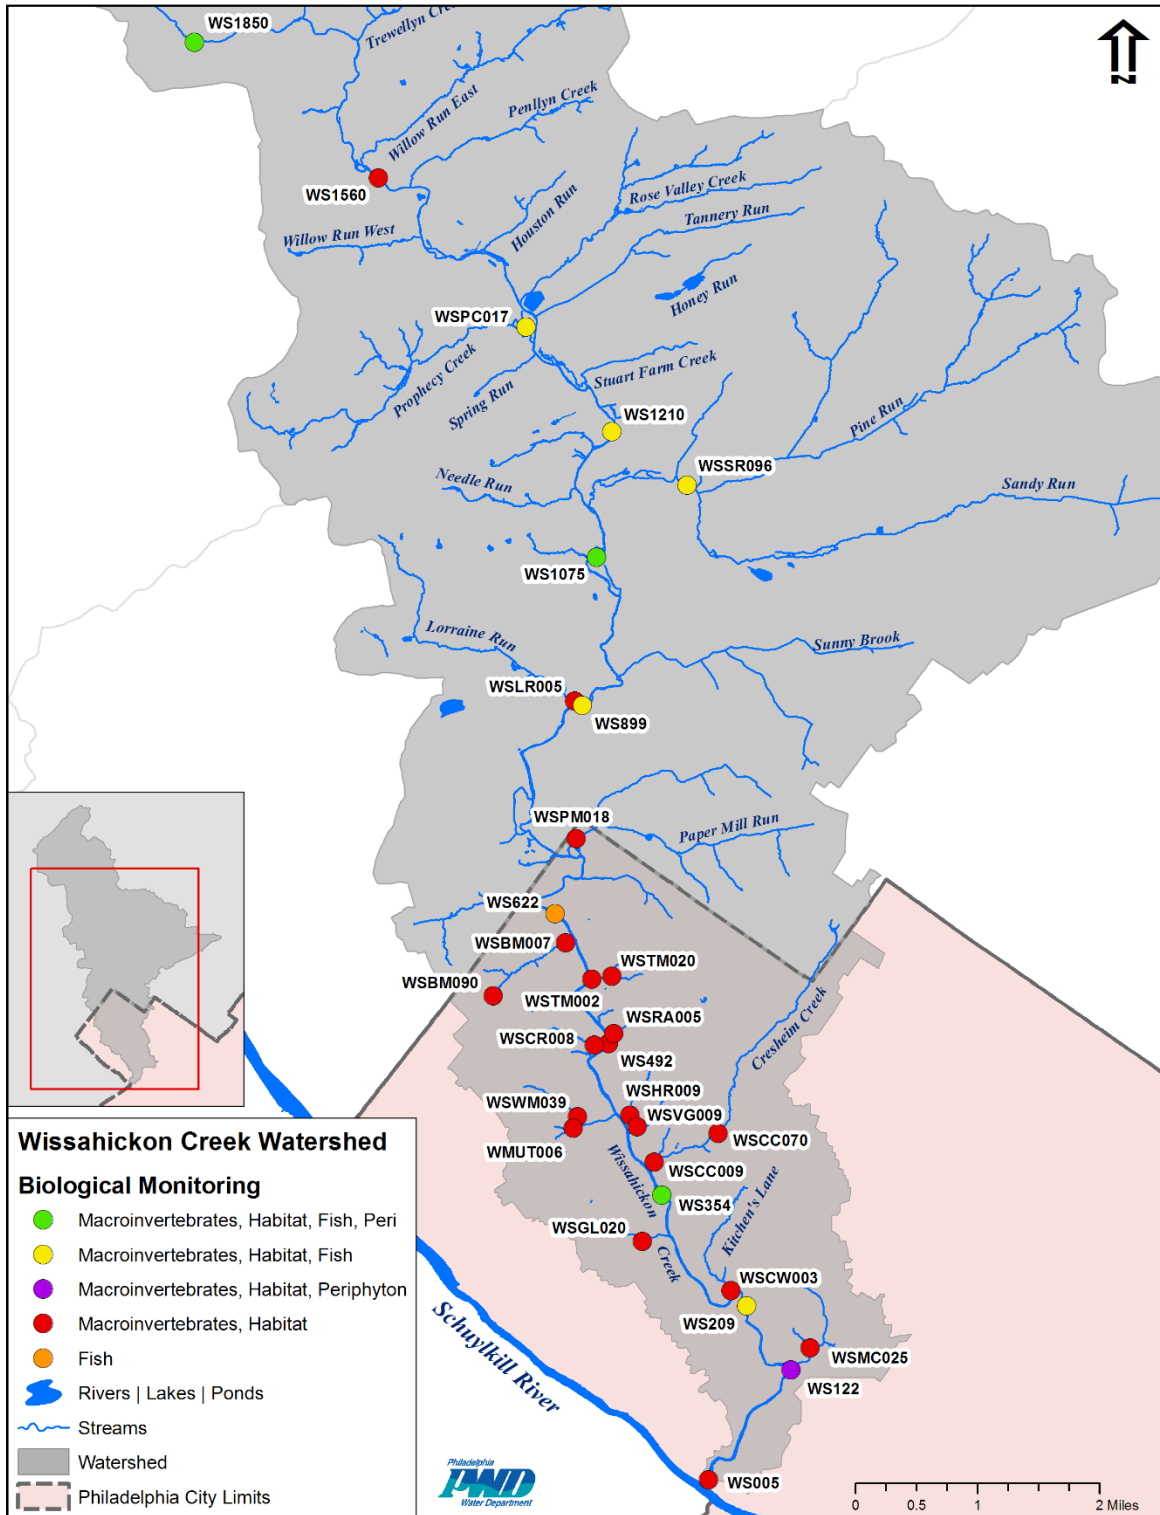 WS1850
Trewellyn Creek
N
Willow Run East
Penllyn Creek
WS1560
Rose Valley Creek
Tannery Run
Houston Run
Willow Run West
Honey Run
WSPC017
Prophecy Creek
Spring Run
Stuart Farm Creek
WS1210
Pine Run
WSSR096
Needle Run
Sandy Run
WS1075
Lorraine Run
Sunny Brook
WSLR005
WS899
WSPM018
Paper Mill Run
WS622
WSBM007
WSTM020
WSBM090
WSTM002
WSRA005
WSCR008
WS492
Cresheim Creek
WSHR009
WSWM039
WSVG009
WSCC070
WMUT006
WSCC009
Wissahickon
Creek
WS354
Kitchen's Lane
WSGL020
WSCW003
WS209
WSMC025
WS122
Schuylkill River
WS005
Wissahickon Creek Watershed
Biological Monitoring
Macroinvertebrates, Habitat, Fish, Peri
Macroinvertebrates, Habitat, Fish
Macroinvertebrates, Habitat, Periphyton
Macroinvertebrates, Habitat
Fish
Rivers | Lakes | Ponds
Streams
Watershed
Philadelphia City Limits
Philadelphia
PWD
Water Department
0 0.5 1 2 Miles